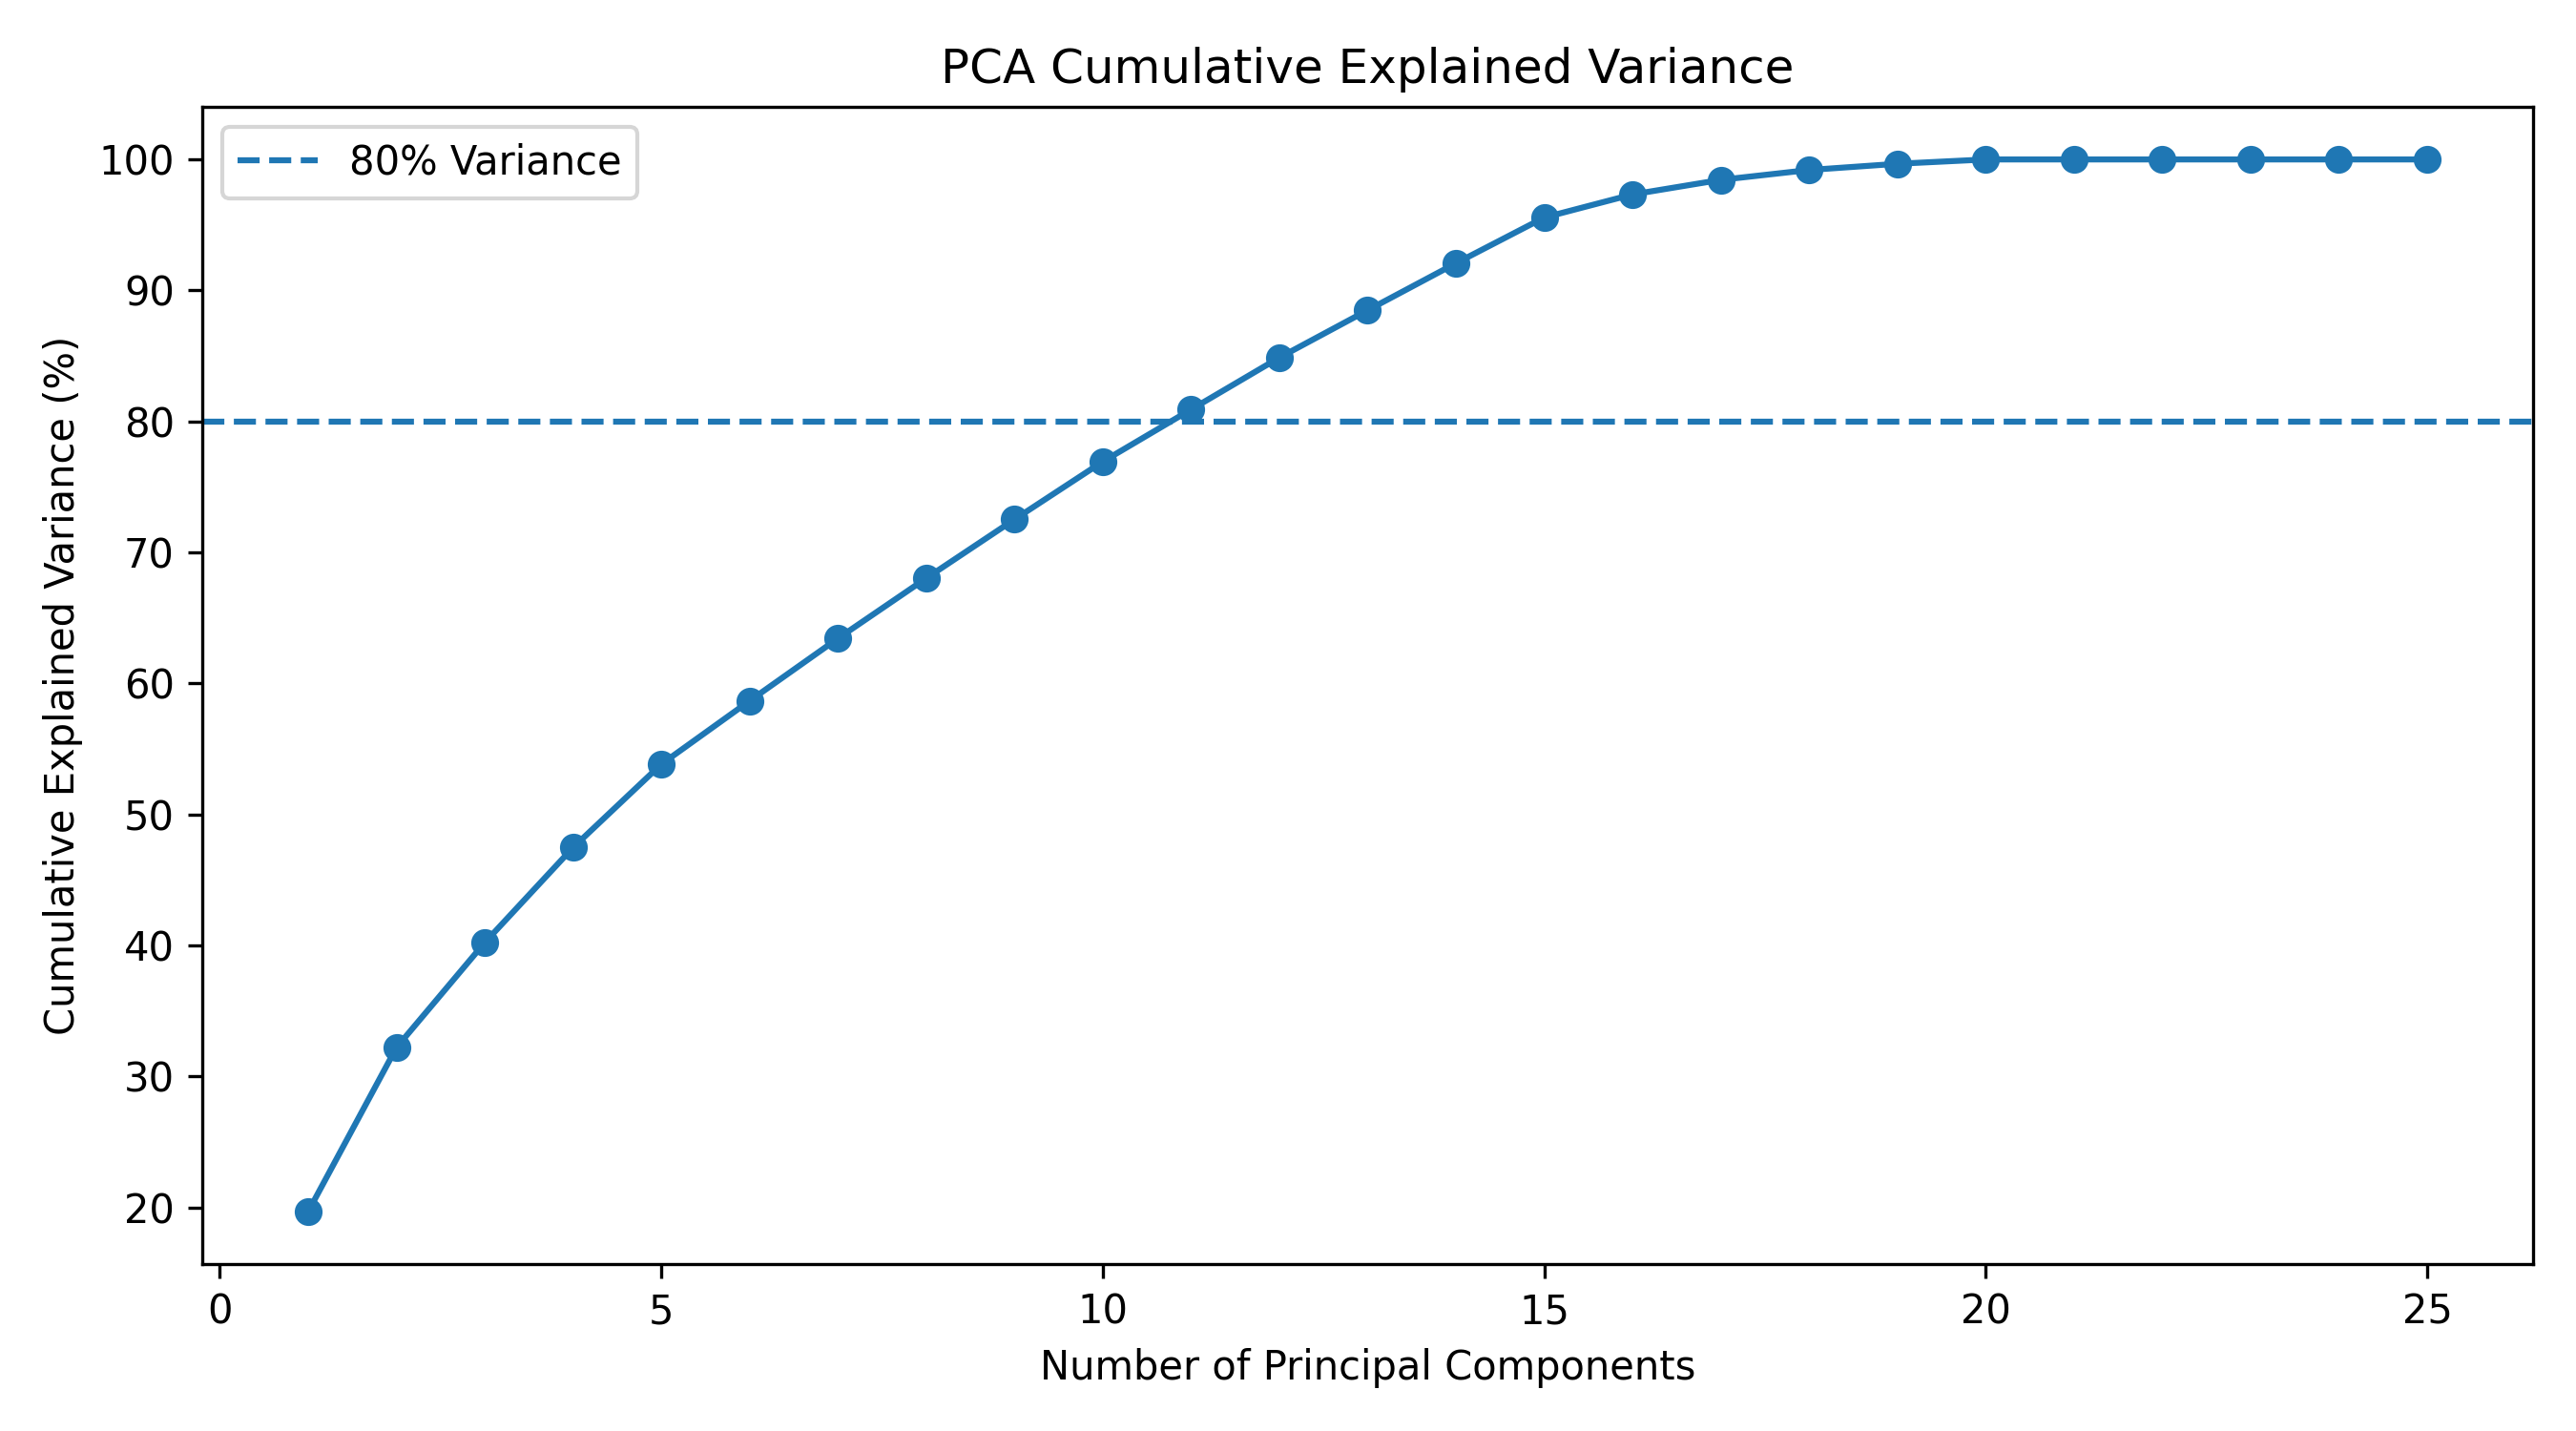 PCA Cumulative Explained Variance
80% Variance
Cumulative Explained Variance (%)
100
90
80
70
60
50
40
30
20
0 5 10 15 20 25
Number of Principal Components